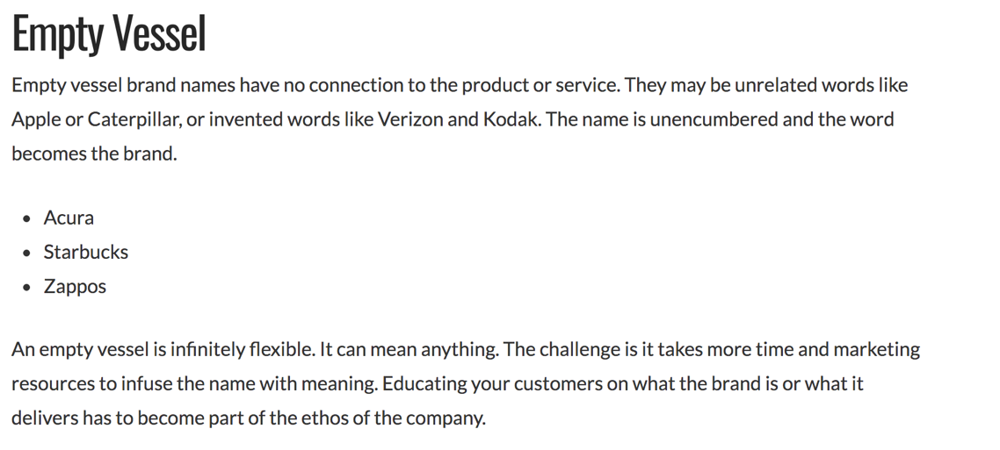 Empty Vessel
Empty vessel brand names have no connection to the product or service. They may be unrelated words like
Apple or Caterpillar, or invented words like Verizon and Kodak. The name is unencumbered and the word
becomes the brand.
• Acura
• Starbucks
• Zappos
An empty vessel is infinitely flexible. It can mean anything. The challenge is it takes more time and marketing
resources to infuse the name with meaning. Educating your customers on what the brand is or what it
delivers has to become part of the ethos of the company.